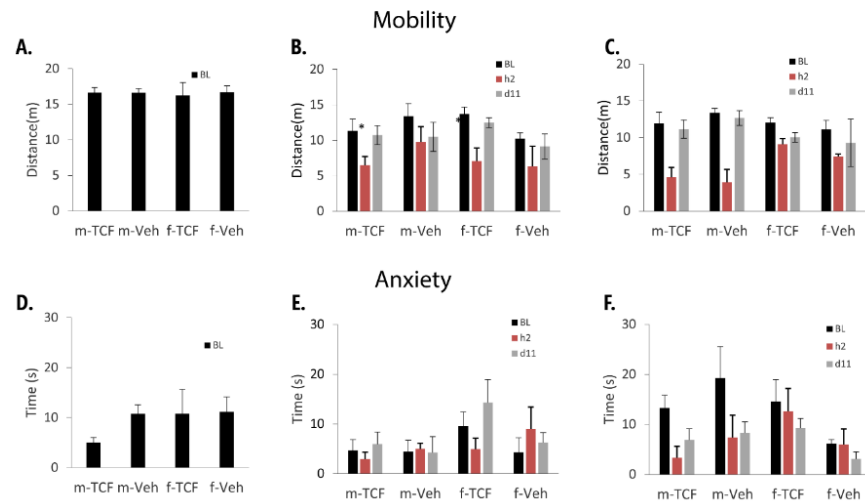 Mobility
A.
20
15
10
5
0
Distance(m)
BL
m-TCF m-Veh f-TCF f-Veh
B.
20
15
10
5
0
Distance(m)
BL
h2
d11
*
*
m-TCF m-Veh f-TCF f-Veh
C.
20
15
10
5
0
Distance(m)
BL
h2
d11
m-TCF m-Veh f-TCF f-Veh
Anxiety
D.
30
20
10
0
Time (s)
BL
m-TCF m-Veh f-TCF f-Veh
E.
30
20
10
0
Time (s)
BL
h2
d11
m-TCF m-Veh f-TCF f-Veh
F.
30
20
10
0
Time (s)
BL
h2
d11
m-TCF m-Veh f-TCF f-Veh